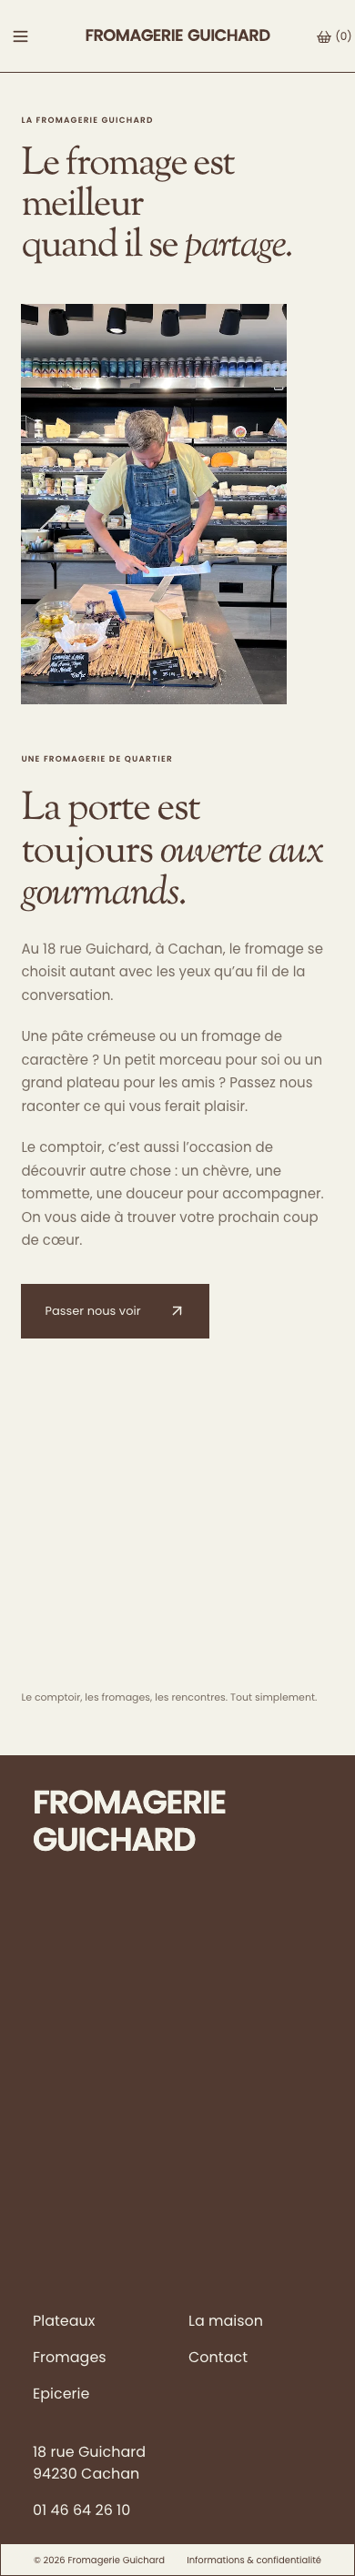 FROMAGERIE GUICHARD
(0)
LA FROMAGERIE GUICHARD
Le fromage est
meilleur
quand il se partage.
UNE FROMAGERIE DE QUARTIER
La porte est
toujours ouverte aux
gourmands.
Au 18 rue Guichard, à Cachan, le fromage se
choisit autant avec les yeux qu’au fil de la
conversation.
Une pâte crémeuse ou un fromage de
caractère ? Un petit morceau pour soi ou un
grand plateau pour les amis ? Passez nous
raconter ce qui vous ferait plaisir.
Le comptoir, c’est aussi l’occasion de
découvrir autre chose : un chèvre, une
tommette, une douceur pour accompagner.
On vous aide à trouver votre prochain coup
de cœur.
Passer nous voir
Le comptoir, les fromages, les rencontres. Tout simplement.
FROMAGERIE
GUICHARD
Plateaux
La maison
Fromages
Contact
Epicerie
18 rue Guichard
94230 Cachan
01 46 64 26 10
© 2026 Fromagerie Guichard
Informations & confidentialité